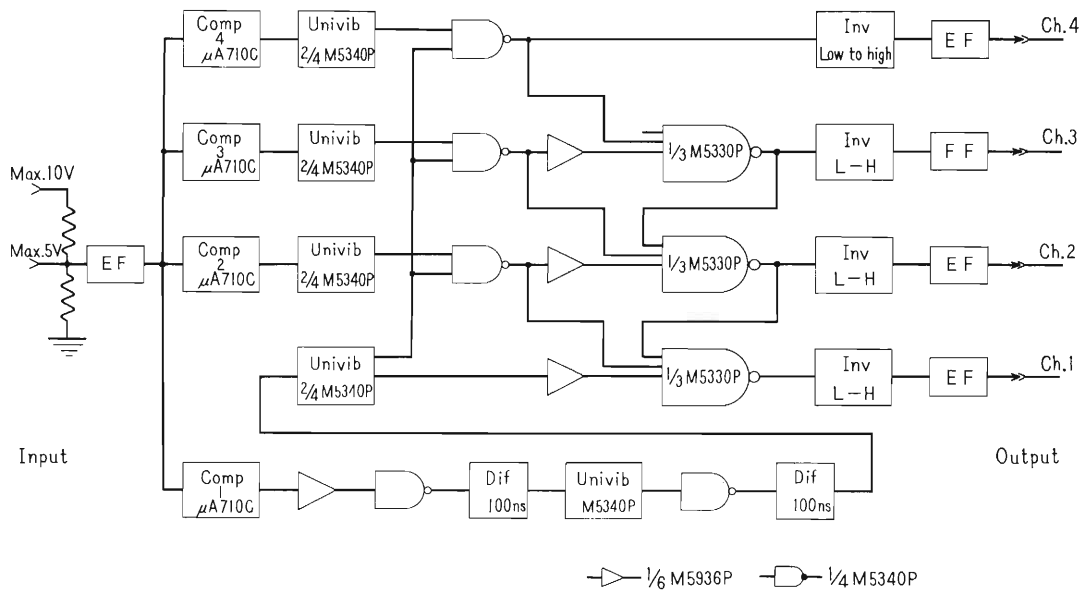 Comp
4
μA710C
Univib
2/4 M5340P
Inv
Low to high
EF
Ch.4
Comp
3
μA710C
Univib
2/4 M5340P
1/3 M5330P
Inv
L-H
FF
Ch.3
Max.10V
Max.5V
EF
Comp
2
μA710C
Univib
2/4 M5340P
1/3 M5330P
Inv
L-H
EF
Ch.2
Univib
2/4 M5340P
1/3 M5330P
Inv
L-H
EF
Ch.1
Input
Output
Comp
1
μA710C
Dif
100ns
Univib
M5340P
Dif
100ns
1/6 M5936P
1/4 M5340P